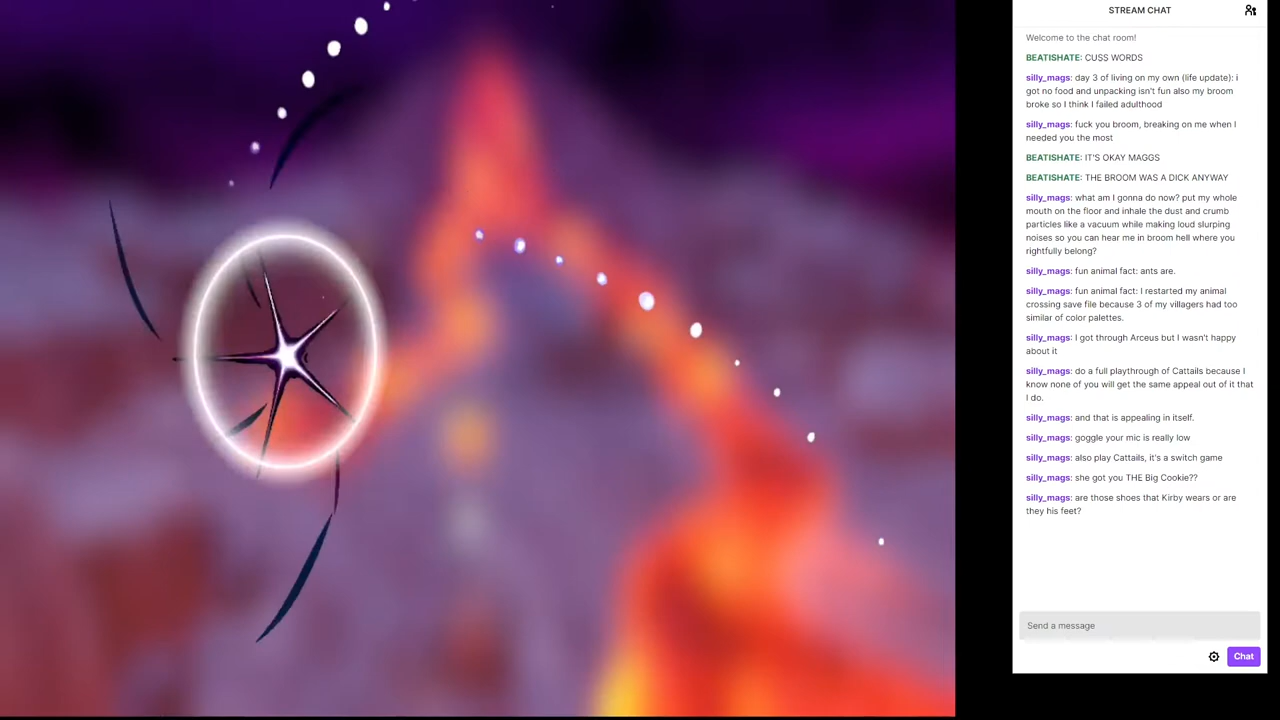 STREAM CHAT
Welcome to the chat room!
BEATISHATE: CUSS WORDS
silly_mags: day 3 of living on my own (life update): i
got no food and unpacking isn't fun also my broom
broke so I think I failed adulthood
silly_mags: fuck you broom, breaking on me when I
needed you the most
BEATISHATE: IT'S OKAY MAGGS
BEATISHATE: THE BROOM WAS A DICK ANYWAY
silly_mags: what am I gonna do now? put my whole
mouth on the floor and inhale the dust and crumb
particles like a vacuum while making loud slurping
noises so you can hear me in broom hell where you
rightfully belong?
silly_mags: fun animal fact: ants are.
silly_mags: fun animal fact: I restarted my animal
crossing save file because 3 of my villagers had too
similar of color palettes.
silly_mags: I got through Arceus but I wasn't happy
about it
silly_mags: do a full playthrough of Cattails because I
know none of you will get the same appeal out of it that
I do.
silly_mags: and that is appealing in itself.
silly_mags: goggle your mic is really low
silly_mags: also play Cattails, it's a switch game
silly_mags: she got you THE Big Cookie??
silly_mags: are those shoes that Kirby wears or are
they his feet?
Send a message
Chat